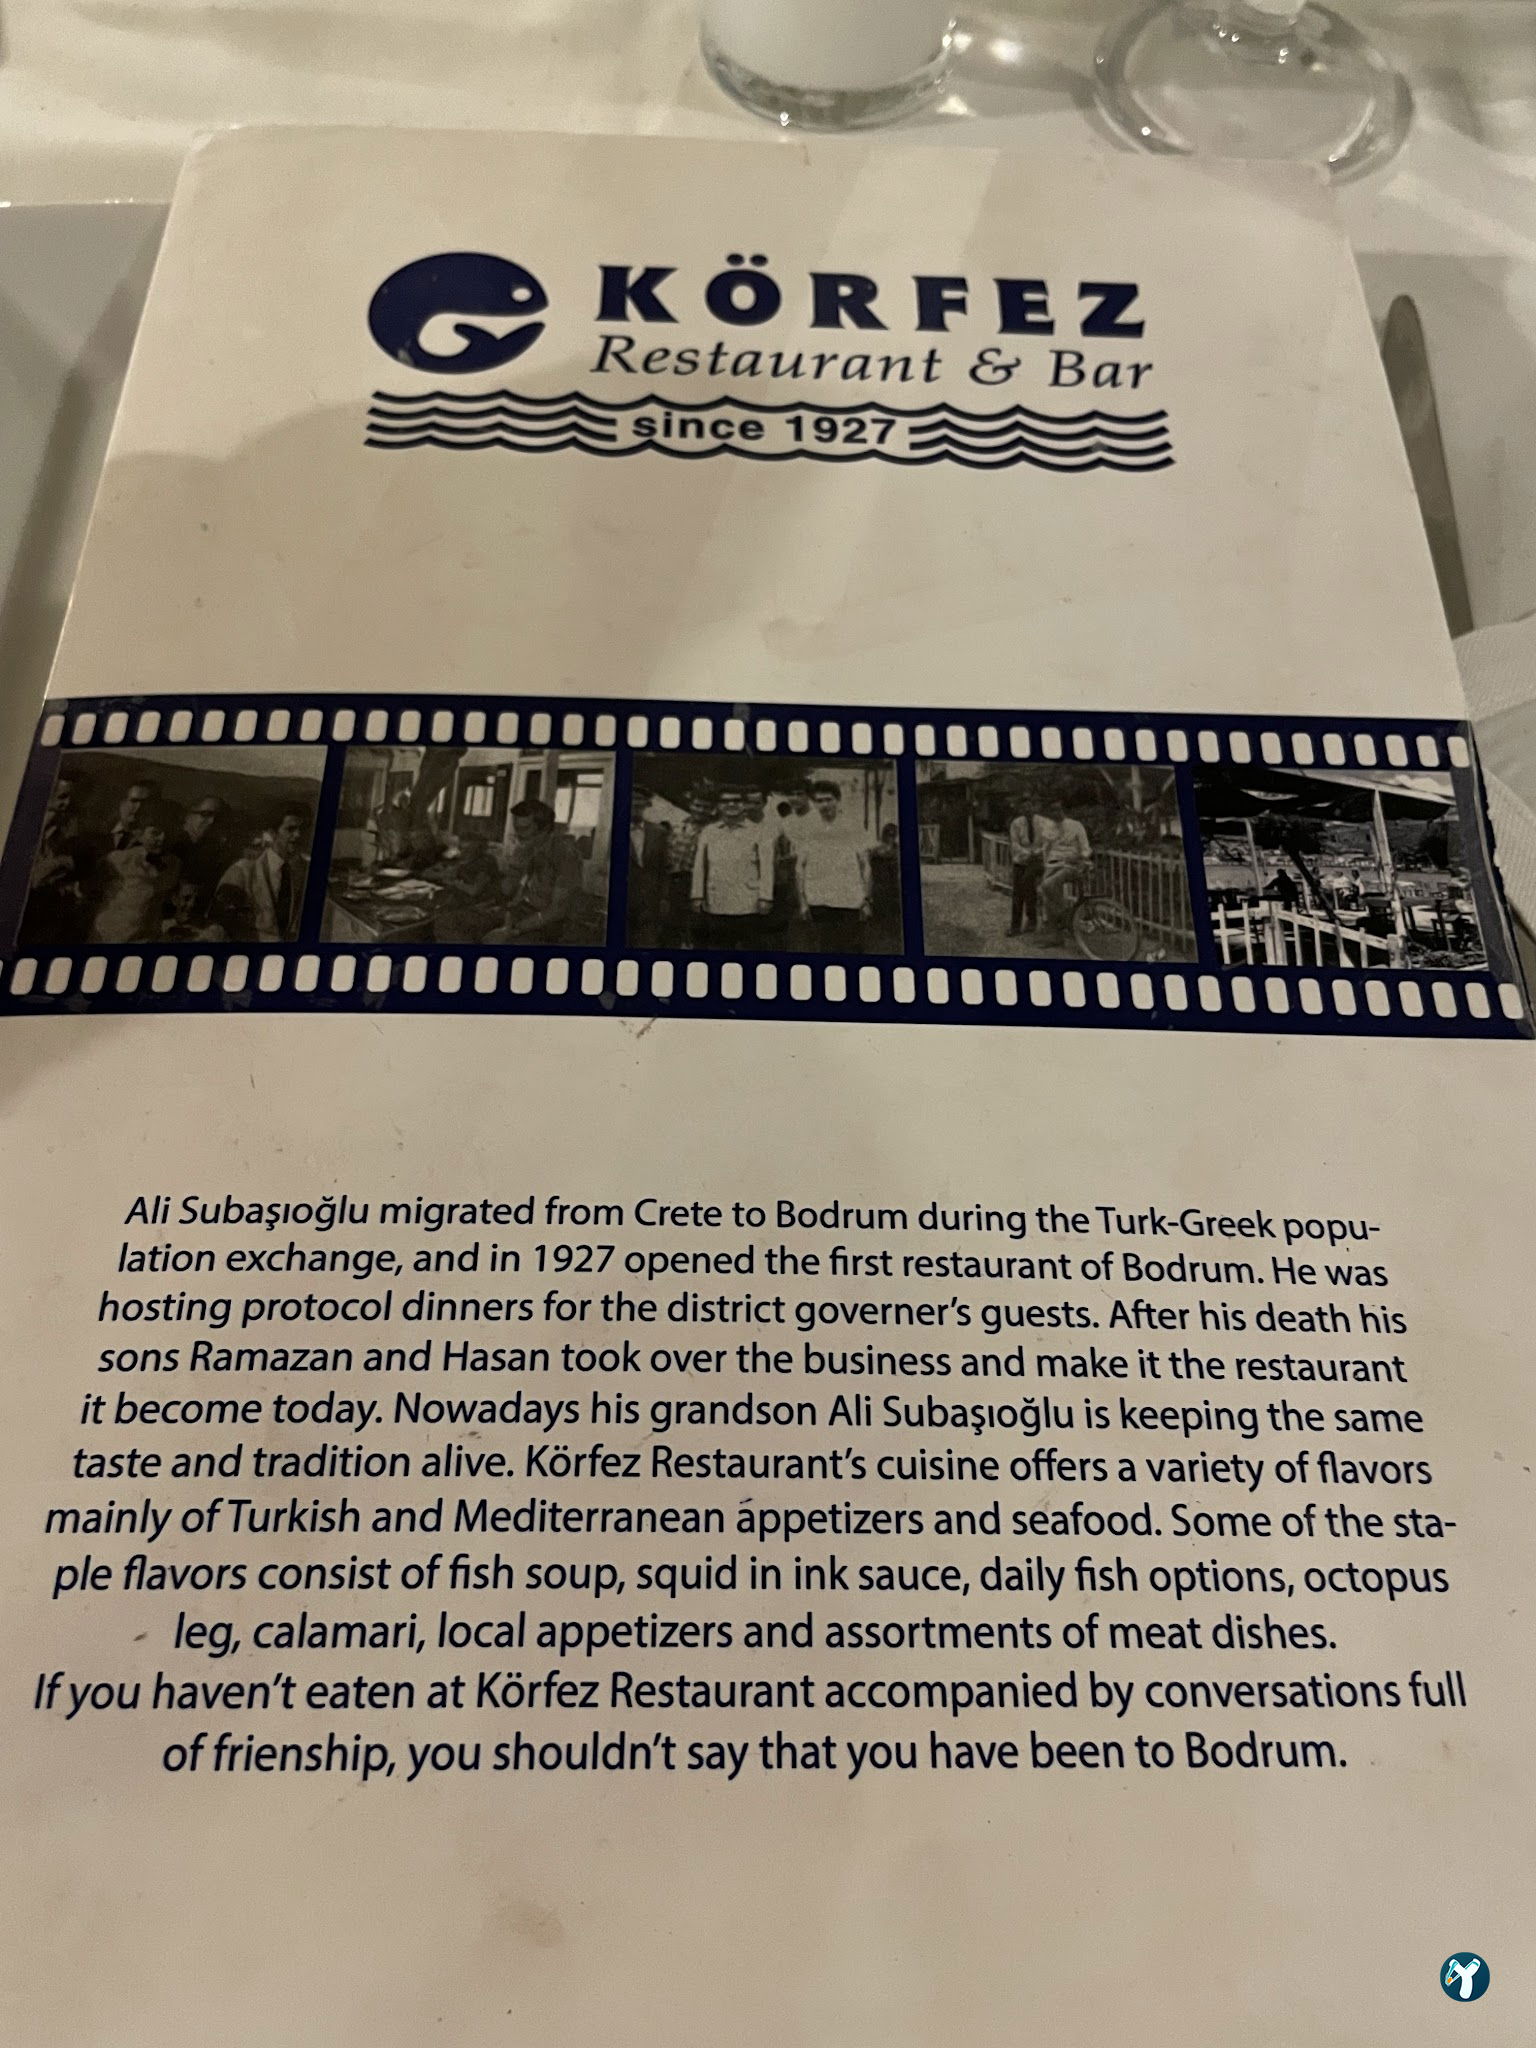 KÖRFEZ
Restaurant & Bar
since 1927
Ali Subaşıoğlu migrated from Crete to Bodrum during the Turk-Greek popu-
lation exchange, and in 1927 opened the first restaurant of Bodrum. He was
hosting protocol dinners for the district governer's guests. After his death his
sons Ramazan and Hasan took over the business and make it the restaurant
it become today. Nowadays his grandson Ali Subaşıoğlu is keeping the same
taste and tradition alive. Körfez Restaurant's cuisine offers a variety of flavors
mainly of Turkish and Mediterranean appetizers and seafood. Some of the sta-
ple flavors consist of fish soup, squid in ink sauce, daily fish options, octopus
leg, calamari, local appetizers and assortments of meat dishes.
If you haven't eaten at Körfez Restaurant accompanied by conversations full
of frienship, you shouldn't say that you have been to Bodrum.